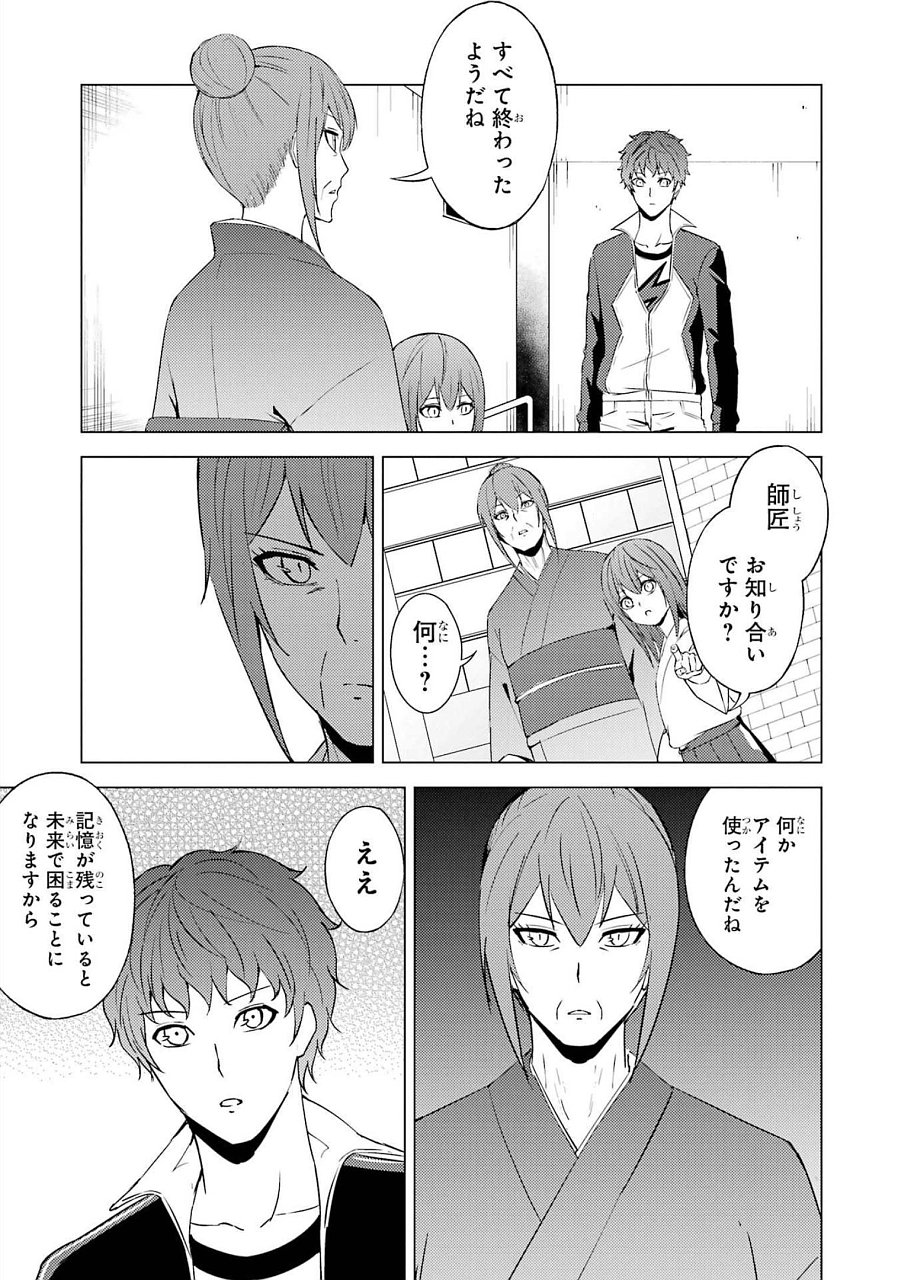 すべて終わった
ようだね
師匠
お知り合い
ですか？
何…？
何か
アイテムを
使ったんだね
ええ
記憶が残っていると
未来で困ることに
なりますから